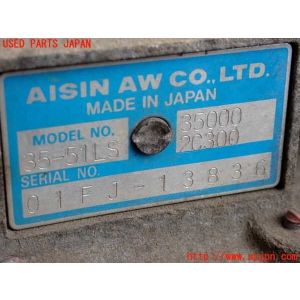 USED PARTS JAPAN
AISIN AW CO., LTD.
MADE IN JAPAN
MODEL NO. 35000
35-51LS 2C300
SERIAL NO.
01FJ-13836